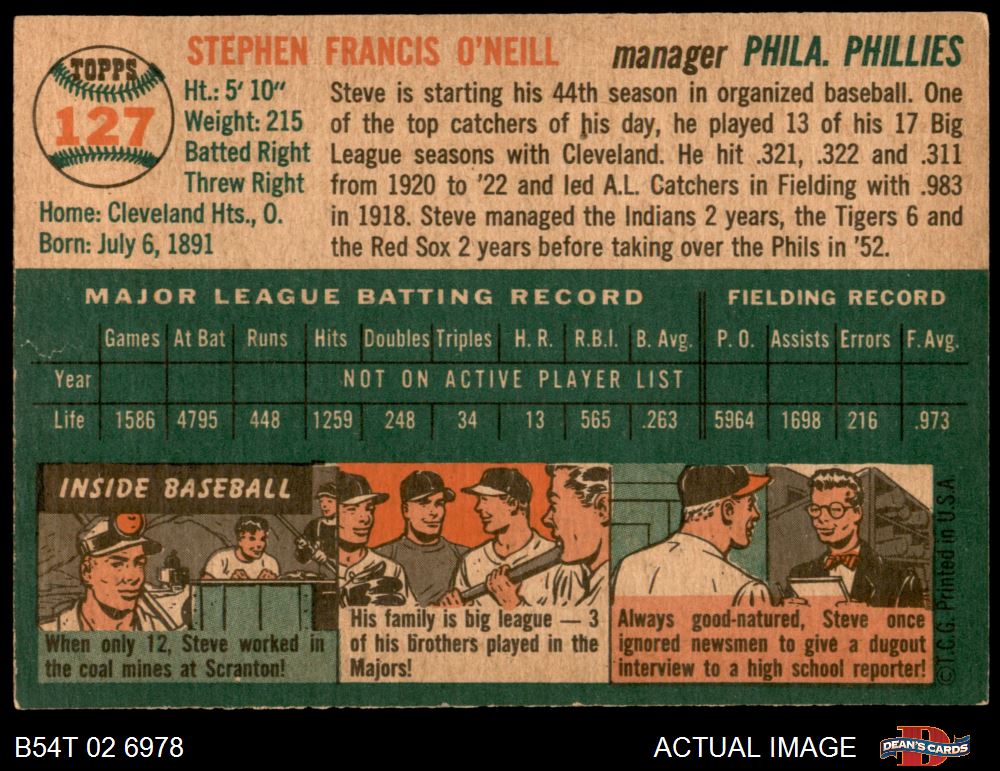 TOPPS
127
STEPHEN FRANCIS O'NEILL manager PHILA. PHILLIES
Ht.: 5' 10"
Weight: 215
Batted Right
Threw Right
Home: Cleveland Hts., O.
Born: July 6, 1891
Steve is starting his 44th season in organized baseball. One
of the top catchers of his day, he played 13 of his 17 Big
League seasons with Cleveland. He hit .321, .322 and .311
from 1920 to '22 and led A.L. Catchers in Fielding with .983
in 1918. Steve managed the Indians 2 years, the Tigers 6 and
the Red Sox 2 years before taking over the Phils in '52.
MAJOR LEAGUE BATTING RECORD FIELDING RECORD
Games At Bat Runs Hits Doubles Triples H. R. R.B.I. B. Avg. P. O. Assists Errors F. Avg.
Year NOT ON ACTIVE PLAYER LIST
Life 1586 4795 448 1259 248 34 13 565 .263 5964 1698 216 .973
INSIDE BASEBALL
When only 12, Steve worked in
the coal mines at Scranton!
His family is big league — 3
of his brothers played in the
Majors!
Always good-natured, Steve once
ignored newsmen to give a dugout
interview to a high school reporter!
©T.C.G. Printed in U.S.A.
B54T 02 6978
ACTUAL IMAGE
DEAN'S CARDS